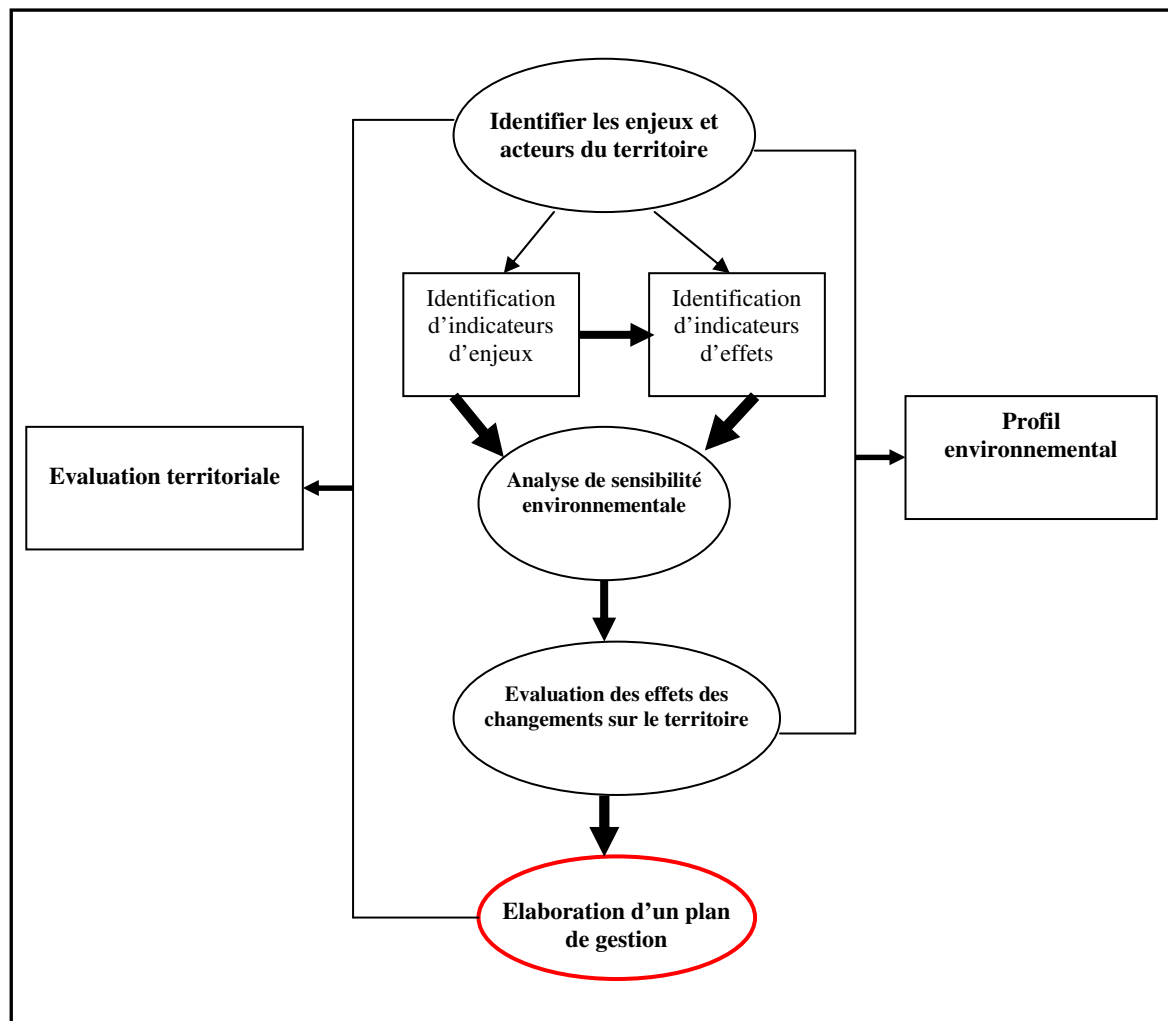 Identifier les enjeux et
acteurs du territoire
Identification
d’indicateurs
d’enjeux
Identification
d’indicateurs
d’effets
Evaluation territoriale
Profil
environnemental
Analyse de sensibilité
environnementale
Evaluation des effets des
changements sur le territoire
Elaboration d’un plan
de gestion